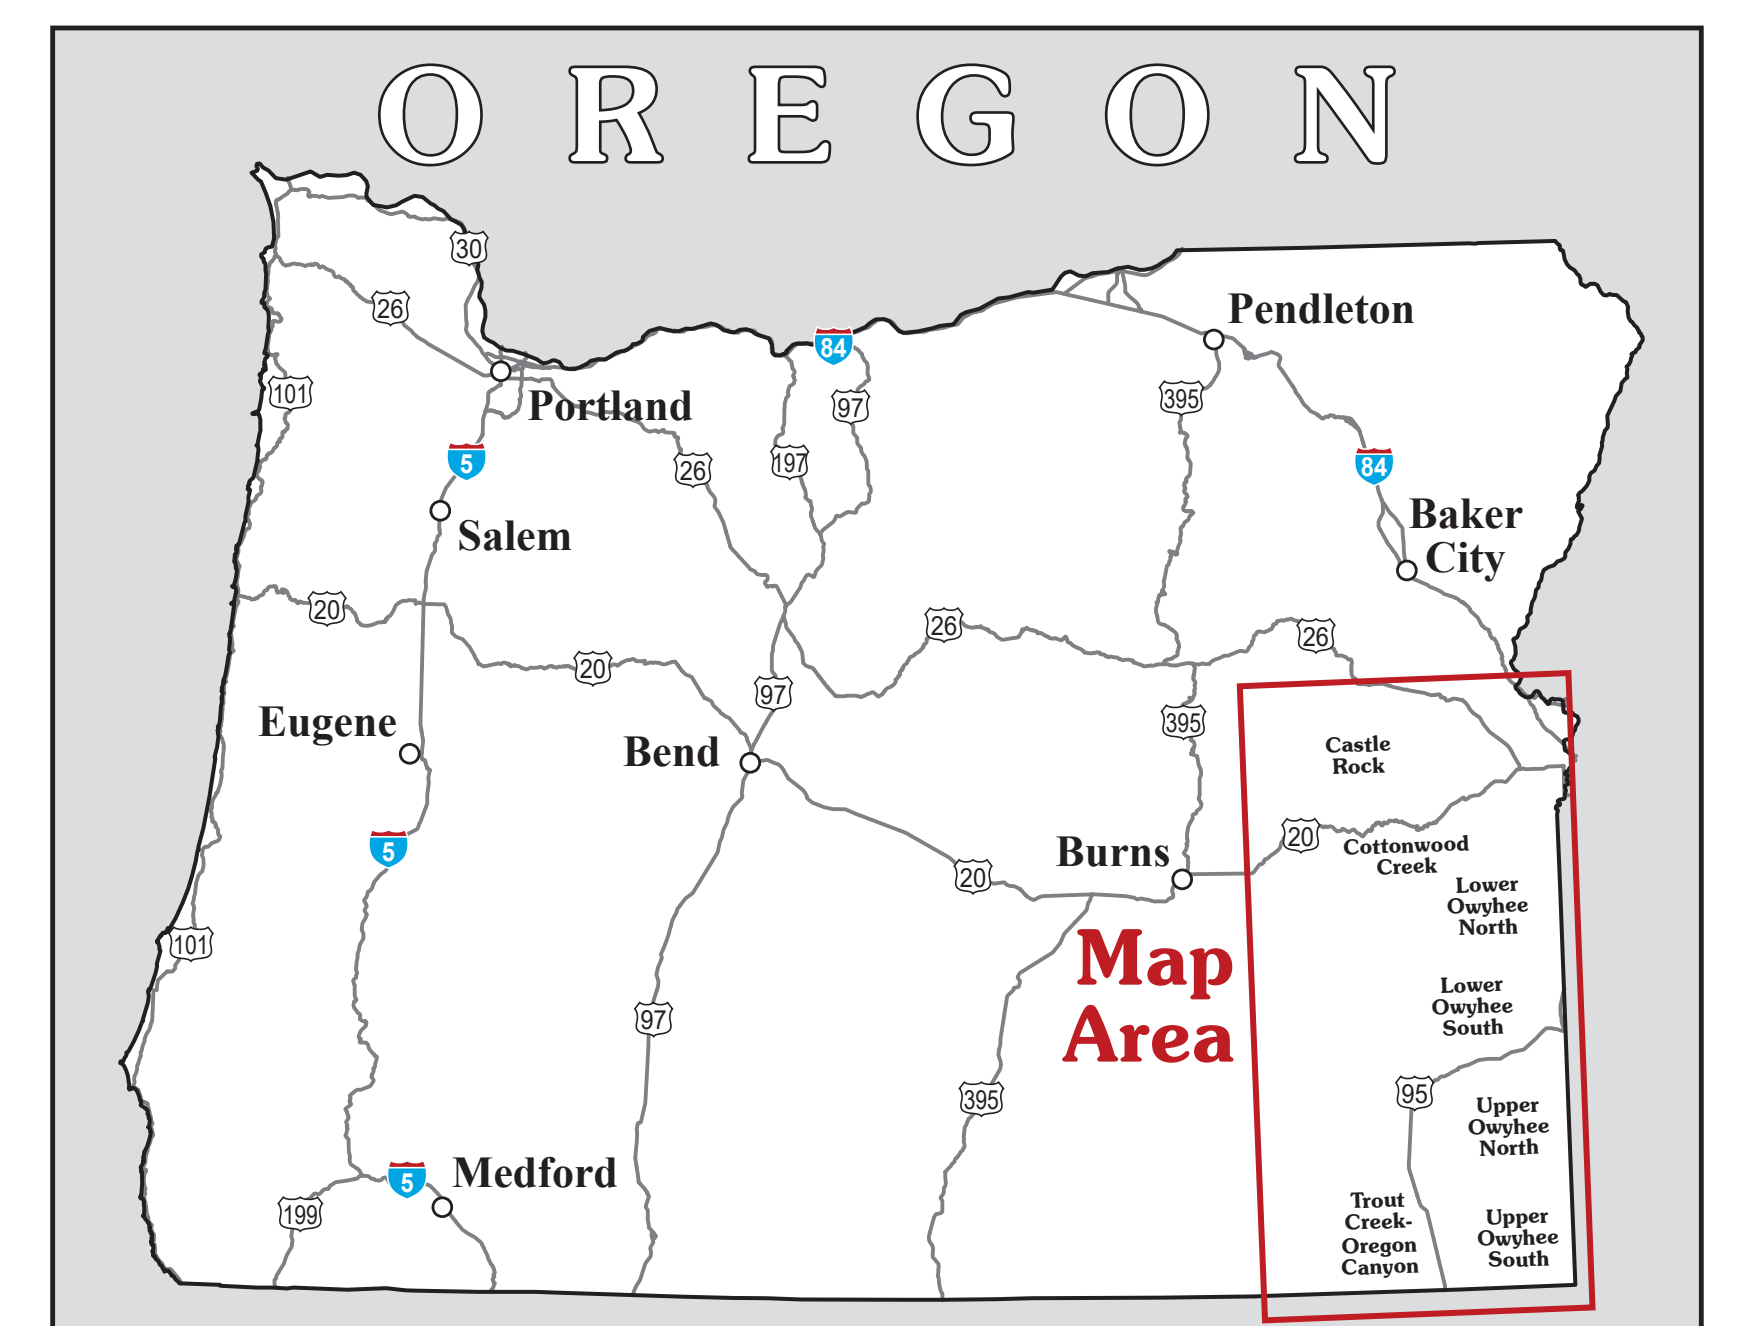 OREGON
30
26
84
Pendleton
101
Portland
97
395
5
26
197
84
Salem
Baker
City
20
26
26
20
97
Eugene
Bend
395
Castle
Rock
5
Burns
20
20
Cottonwood
Creek
Lower
Owyhee
North
101
Map
Area
97
Lower
Owyhee
South
395
95
Upper
Owyhee
North
5
Medford
199
Trout
Creek-
Oregon
Canyon
Upper
Owyhee
South